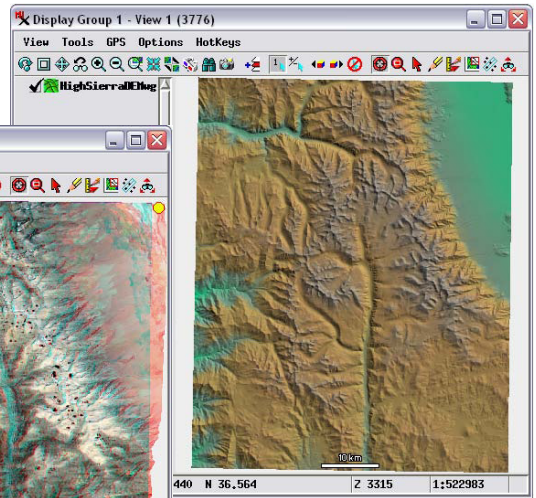 Display Group 1 - View 1 (3776)
View Tools GPS Options HotKeys
HighSierraDEMwg
10 km
440 N 36.564 Z 3315 1:522983